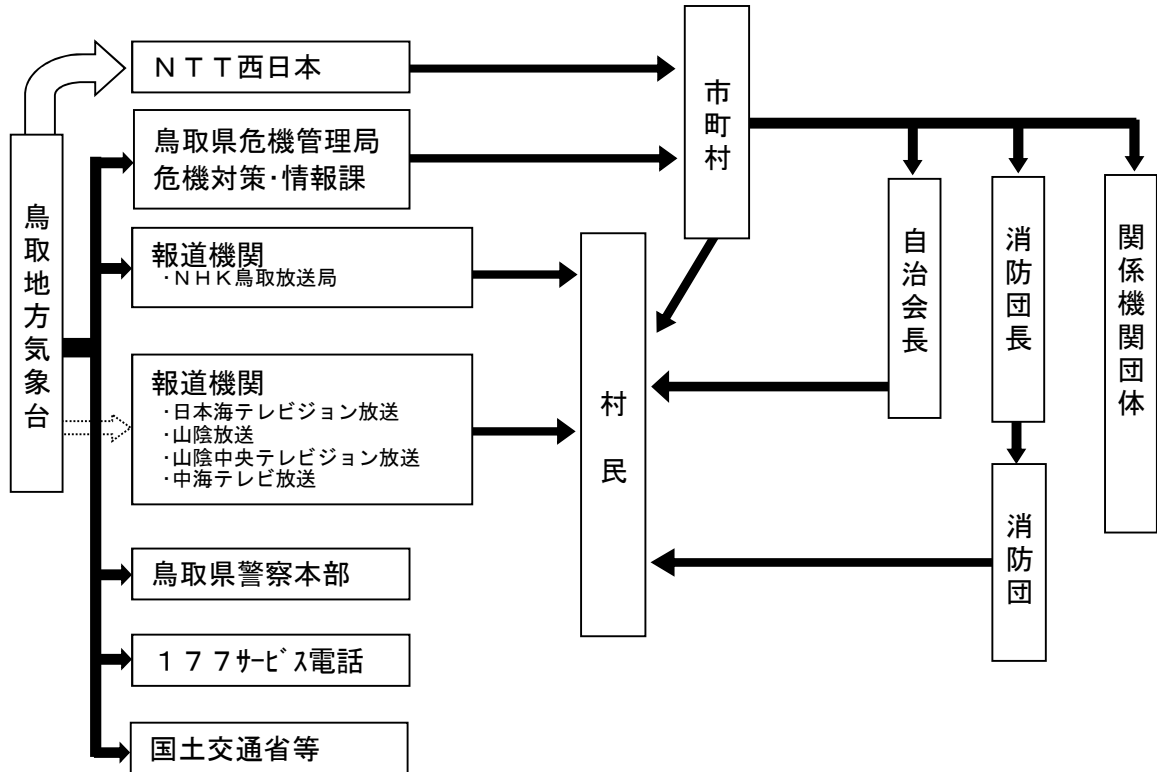 ＮＴＴ西日本
鳥取県危機管理局
危機対策･情報課
報道機関
･ＮＨＫ鳥取放送局
報道機関
･日本海テレビジョン放送
･山陰放送
･山陰中央テレビジョン放送
･中海テレビ放送
鳥取県警察本部
１７７ｻｰﾋﾞｽ電話
国土交通省等
鳥取地方気象台
市町村
村民
自治会長
消防団長
消防団
関係機関団体